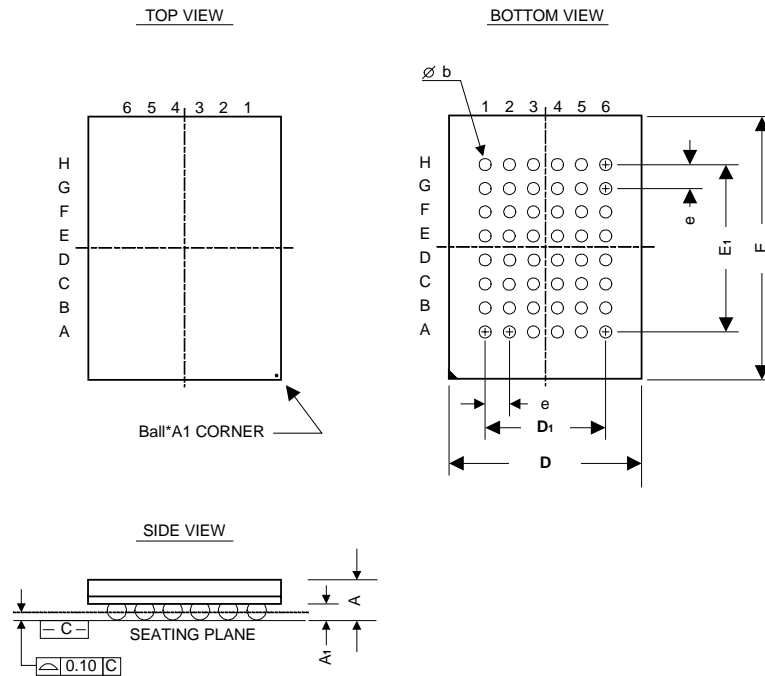 TOP VIEW
6 5 4 3 2 1
H
G
F
E
D
C
B
A
Ball*A1 CORNER
BOTTOM VIEW
Ø b
1 2 3 4 5 6
H
G
F
E
D
C
B
A
e
E1
E
e
D1
D
SIDE VIEW
A
A1
C
SEATING PLANE
0.10 C